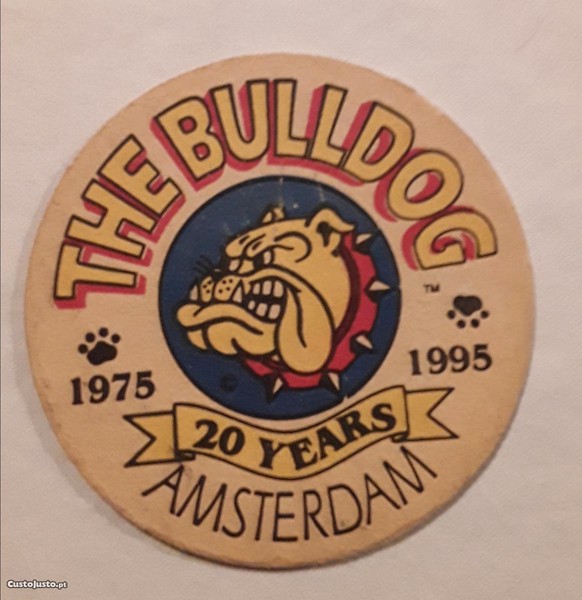 THE BULLDOG
TM
1975
1995
©
20 YEARS
AMSTERDAM
CustoJusto.pt